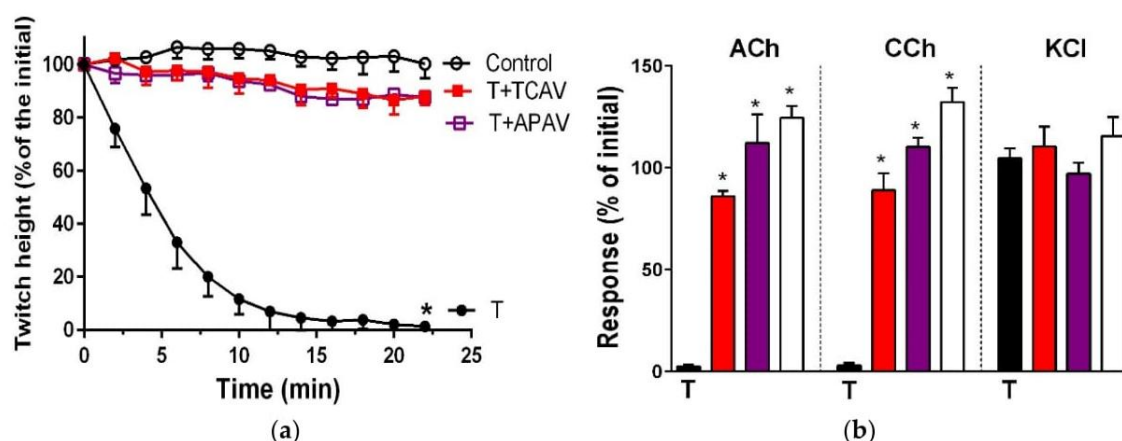 Twitch height (% of the initial)
100
80
60
40
20
0
0 5 10 15 20 25
Time (min)
Control
T+TCAV
T+APAV
* T
(a)
ACh CCh KCl
Response (% of initial)
150
100
50
0
* * *
* * *
T T T
(b)